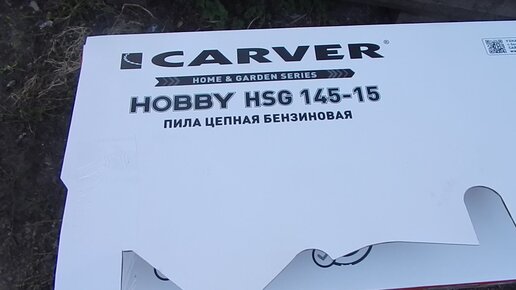 CARVER®
HOME & GARDEN SERIES
HOBBY HSG 145-15
ПИЛА ЦЕПНАЯ БЕНЗИНОВАЯ